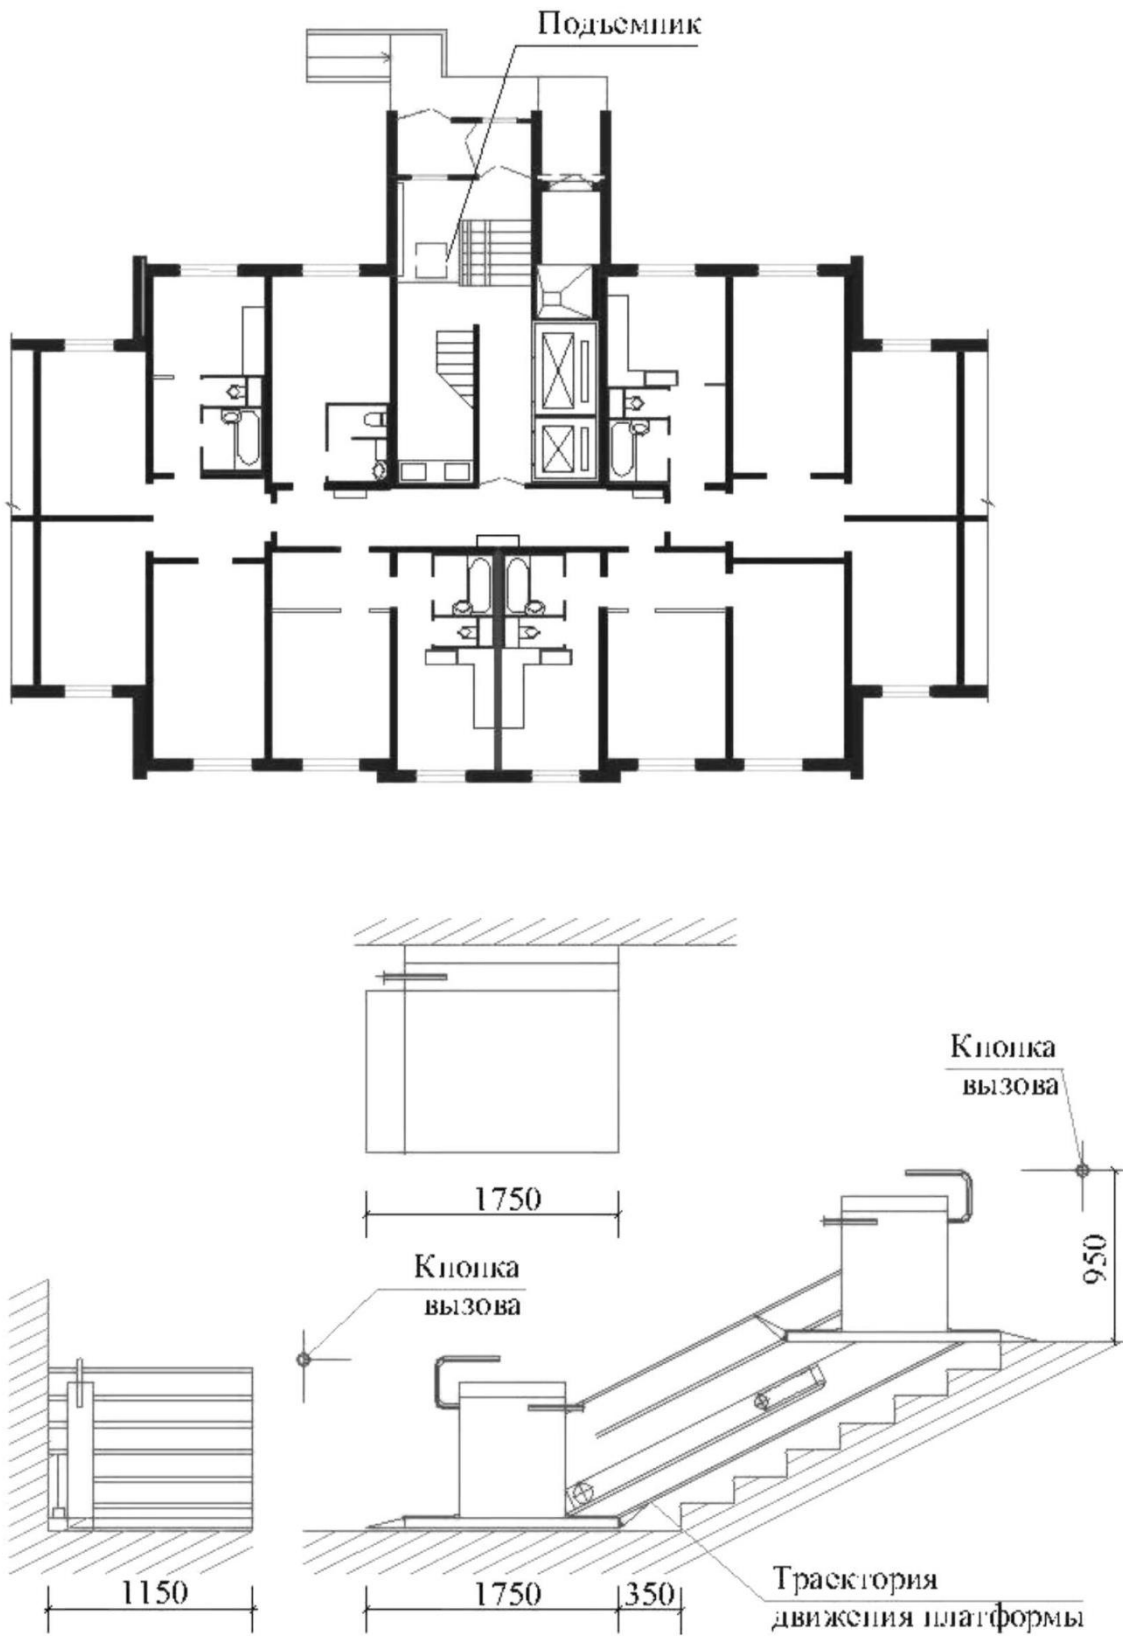 Подъемник
1750
Кнопка
вызова
950
Кнопка
вызова
1150
1750
350
Траектория
движения платформы